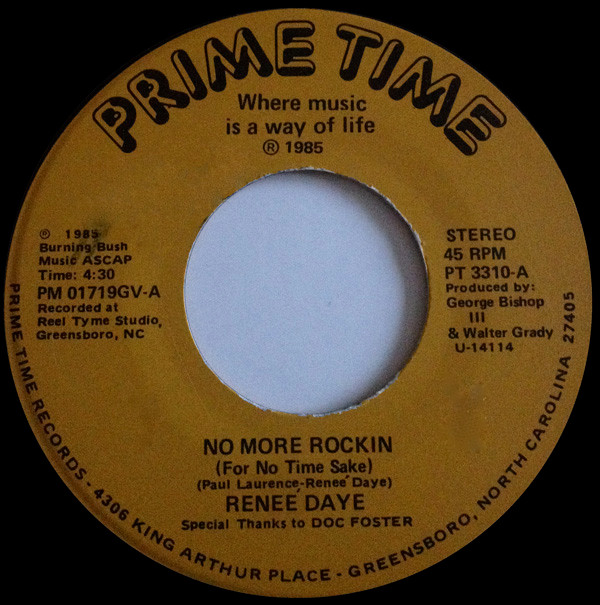 PRIME TIME
Where music
is a way of life
Ⓡ 1985
℗ 1985
Burning Bush
Music ASCAP
Time: 4:30
PM 01719GV-A
Recorded at
Reel Tyme Studio,
Greensboro, NC
STEREO
45 RPM
PT 3310-A
Produced by:
George Bishop
III
& Walter Grady
U-14114
NO MORE ROCKIN
(For No Time Sake)
(Paul Laurence-Renee´ Daye)
RENEE´ DAYE
Special Thanks to DOC FOSTER
PRIME TIME RECORDS - 4306 KING ARTHUR PLACE - GREENSBORO, NORTH CAROLINA 27405